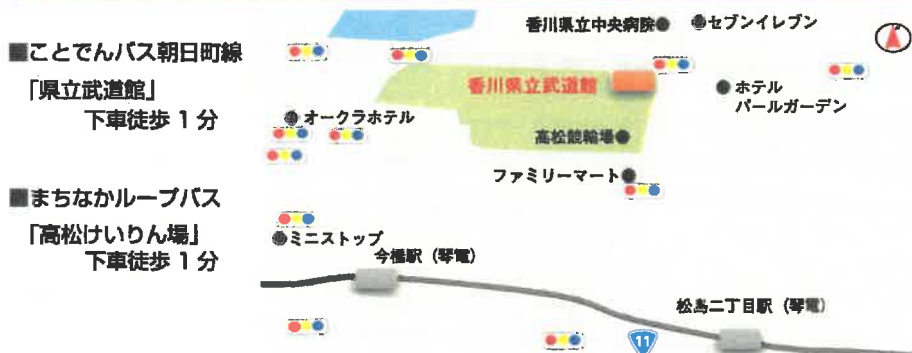 ■ことでんバス朝日町線
「県立武道館」
下車徒歩 1 分
■まちなかループバス
「高松けいりん場」
下車徒歩 1 分
香川県立中央病院
セブンイレブン
香川県立武道館
ホテル
パールガーデン
オークラホテル
高松競輪場
ファミリーマート
ミニストップ
今橋駅（琴電）
松島二丁目駅（琴電）
11